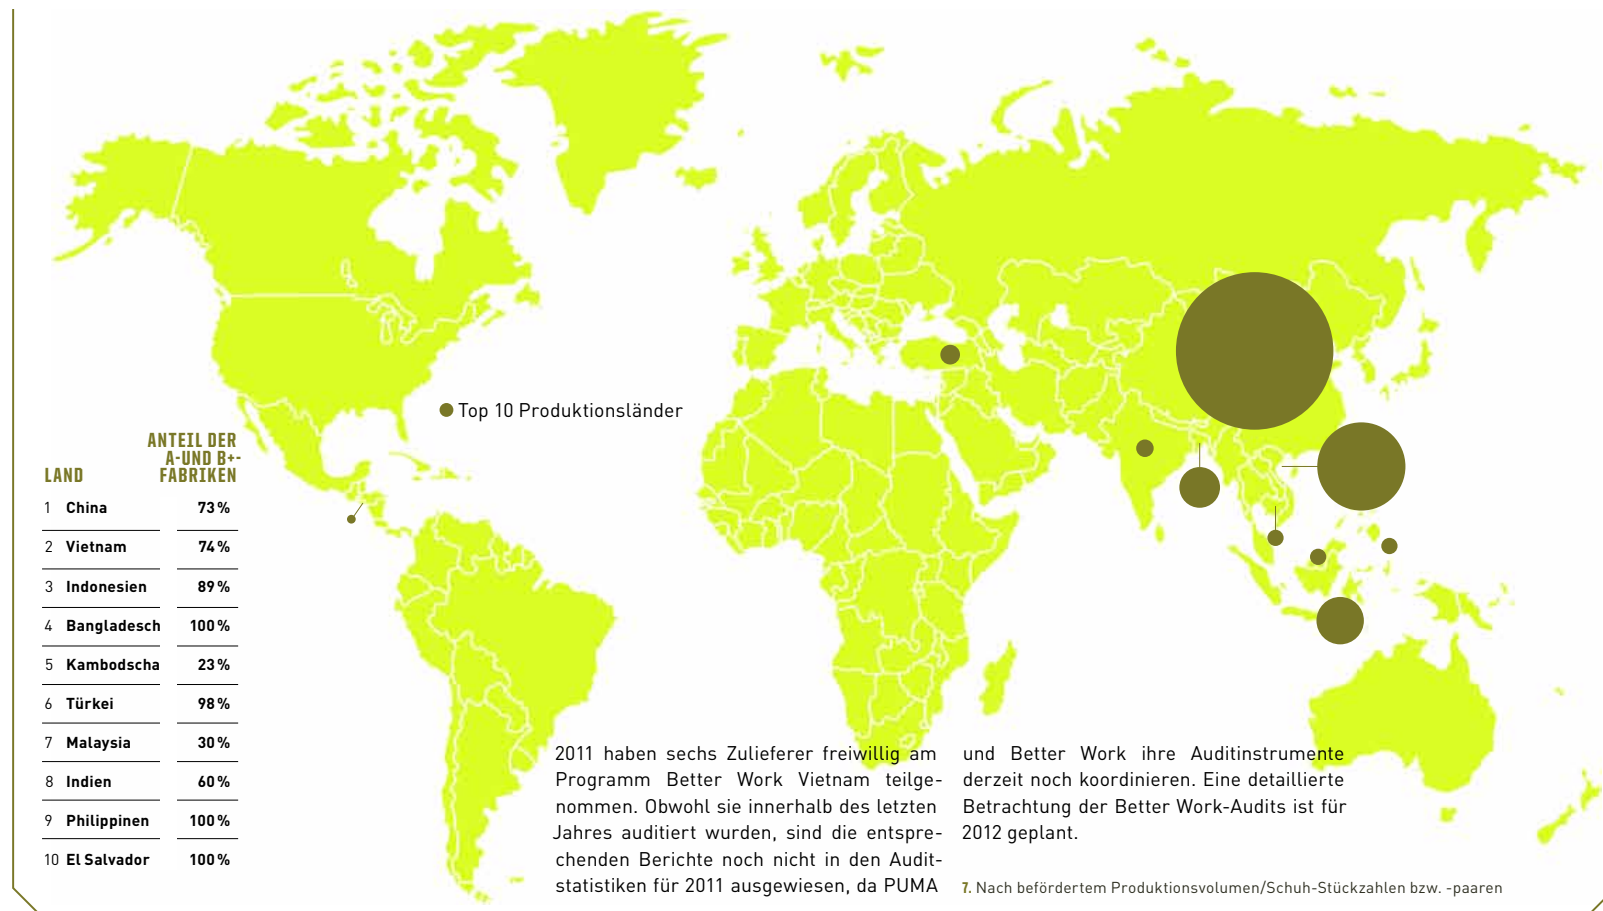 Top 10 Produktionsländer
LAND
ANTEIL DER
A-UND B+-
FABRIKEN
1 China 73 %
2 Vietnam 74 %
3 Indonesien 89 %
4 Bangladesch 100 %
5 Kambodscha 23 %
6 Türkei 98 %
7 Malaysia 30 %
8 Indien 60 %
9 Philippinen 100 %
10 El Salvador 100 %
2011 haben sechs Zulieferer freiwillig am
Programm Better Work Vietnam teilge-
nommen. Obwohl sie innerhalb des letzten
Jahres auditiert wurden, sind die entspre-
chenden Berichte noch nicht in den Audit-
statistiken für 2011 ausgewiesen, da PUMA
und Better Work ihre Auditinstrumente
derzeit noch koordinieren. Eine detaillierte
Betrachtung der Better Work-Audits ist für
2012 geplant.
7. Nach befördertem Produktionsvolumen/Schuh-Stückzahlen bzw. -paaren